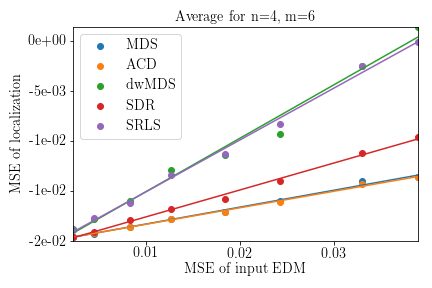 Average for n=4, m=6
MDS
ACD
dwMDS
SDR
SRLS
0e+00
-5e-03
-1e-02
-1e-02
-2e-02
MSE of localization
0.01
0.02
0.03
MSE of input EDM